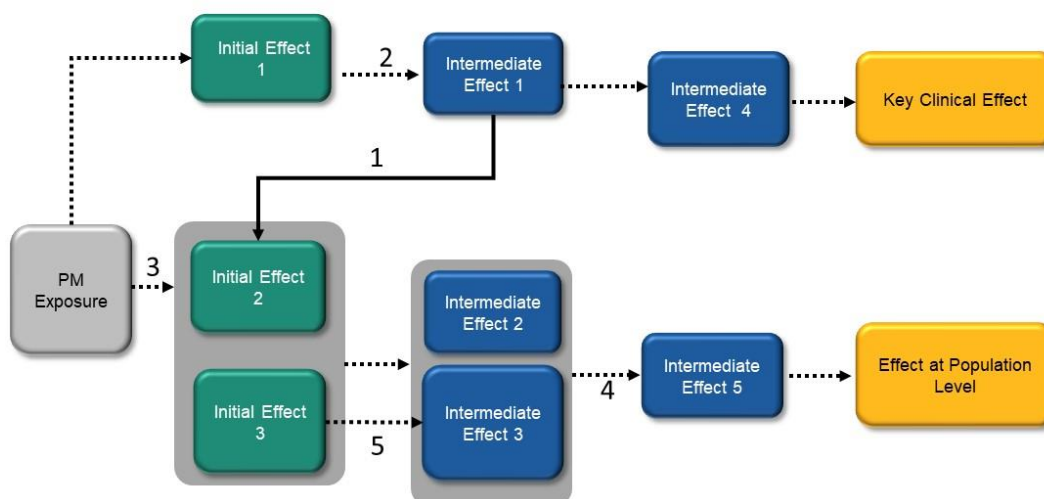 Initial Effect
1
2
Intermediate
Effect 1
Intermediate
Effect 4
Key Clinical Effect
1
PM
Exposure
3
Initial Effect
2
Intermediate
Effect 2
Initial Effect
3
5
Intermediate
Effect 3
4
Intermediate
Effect 5
Effect at Population
Level